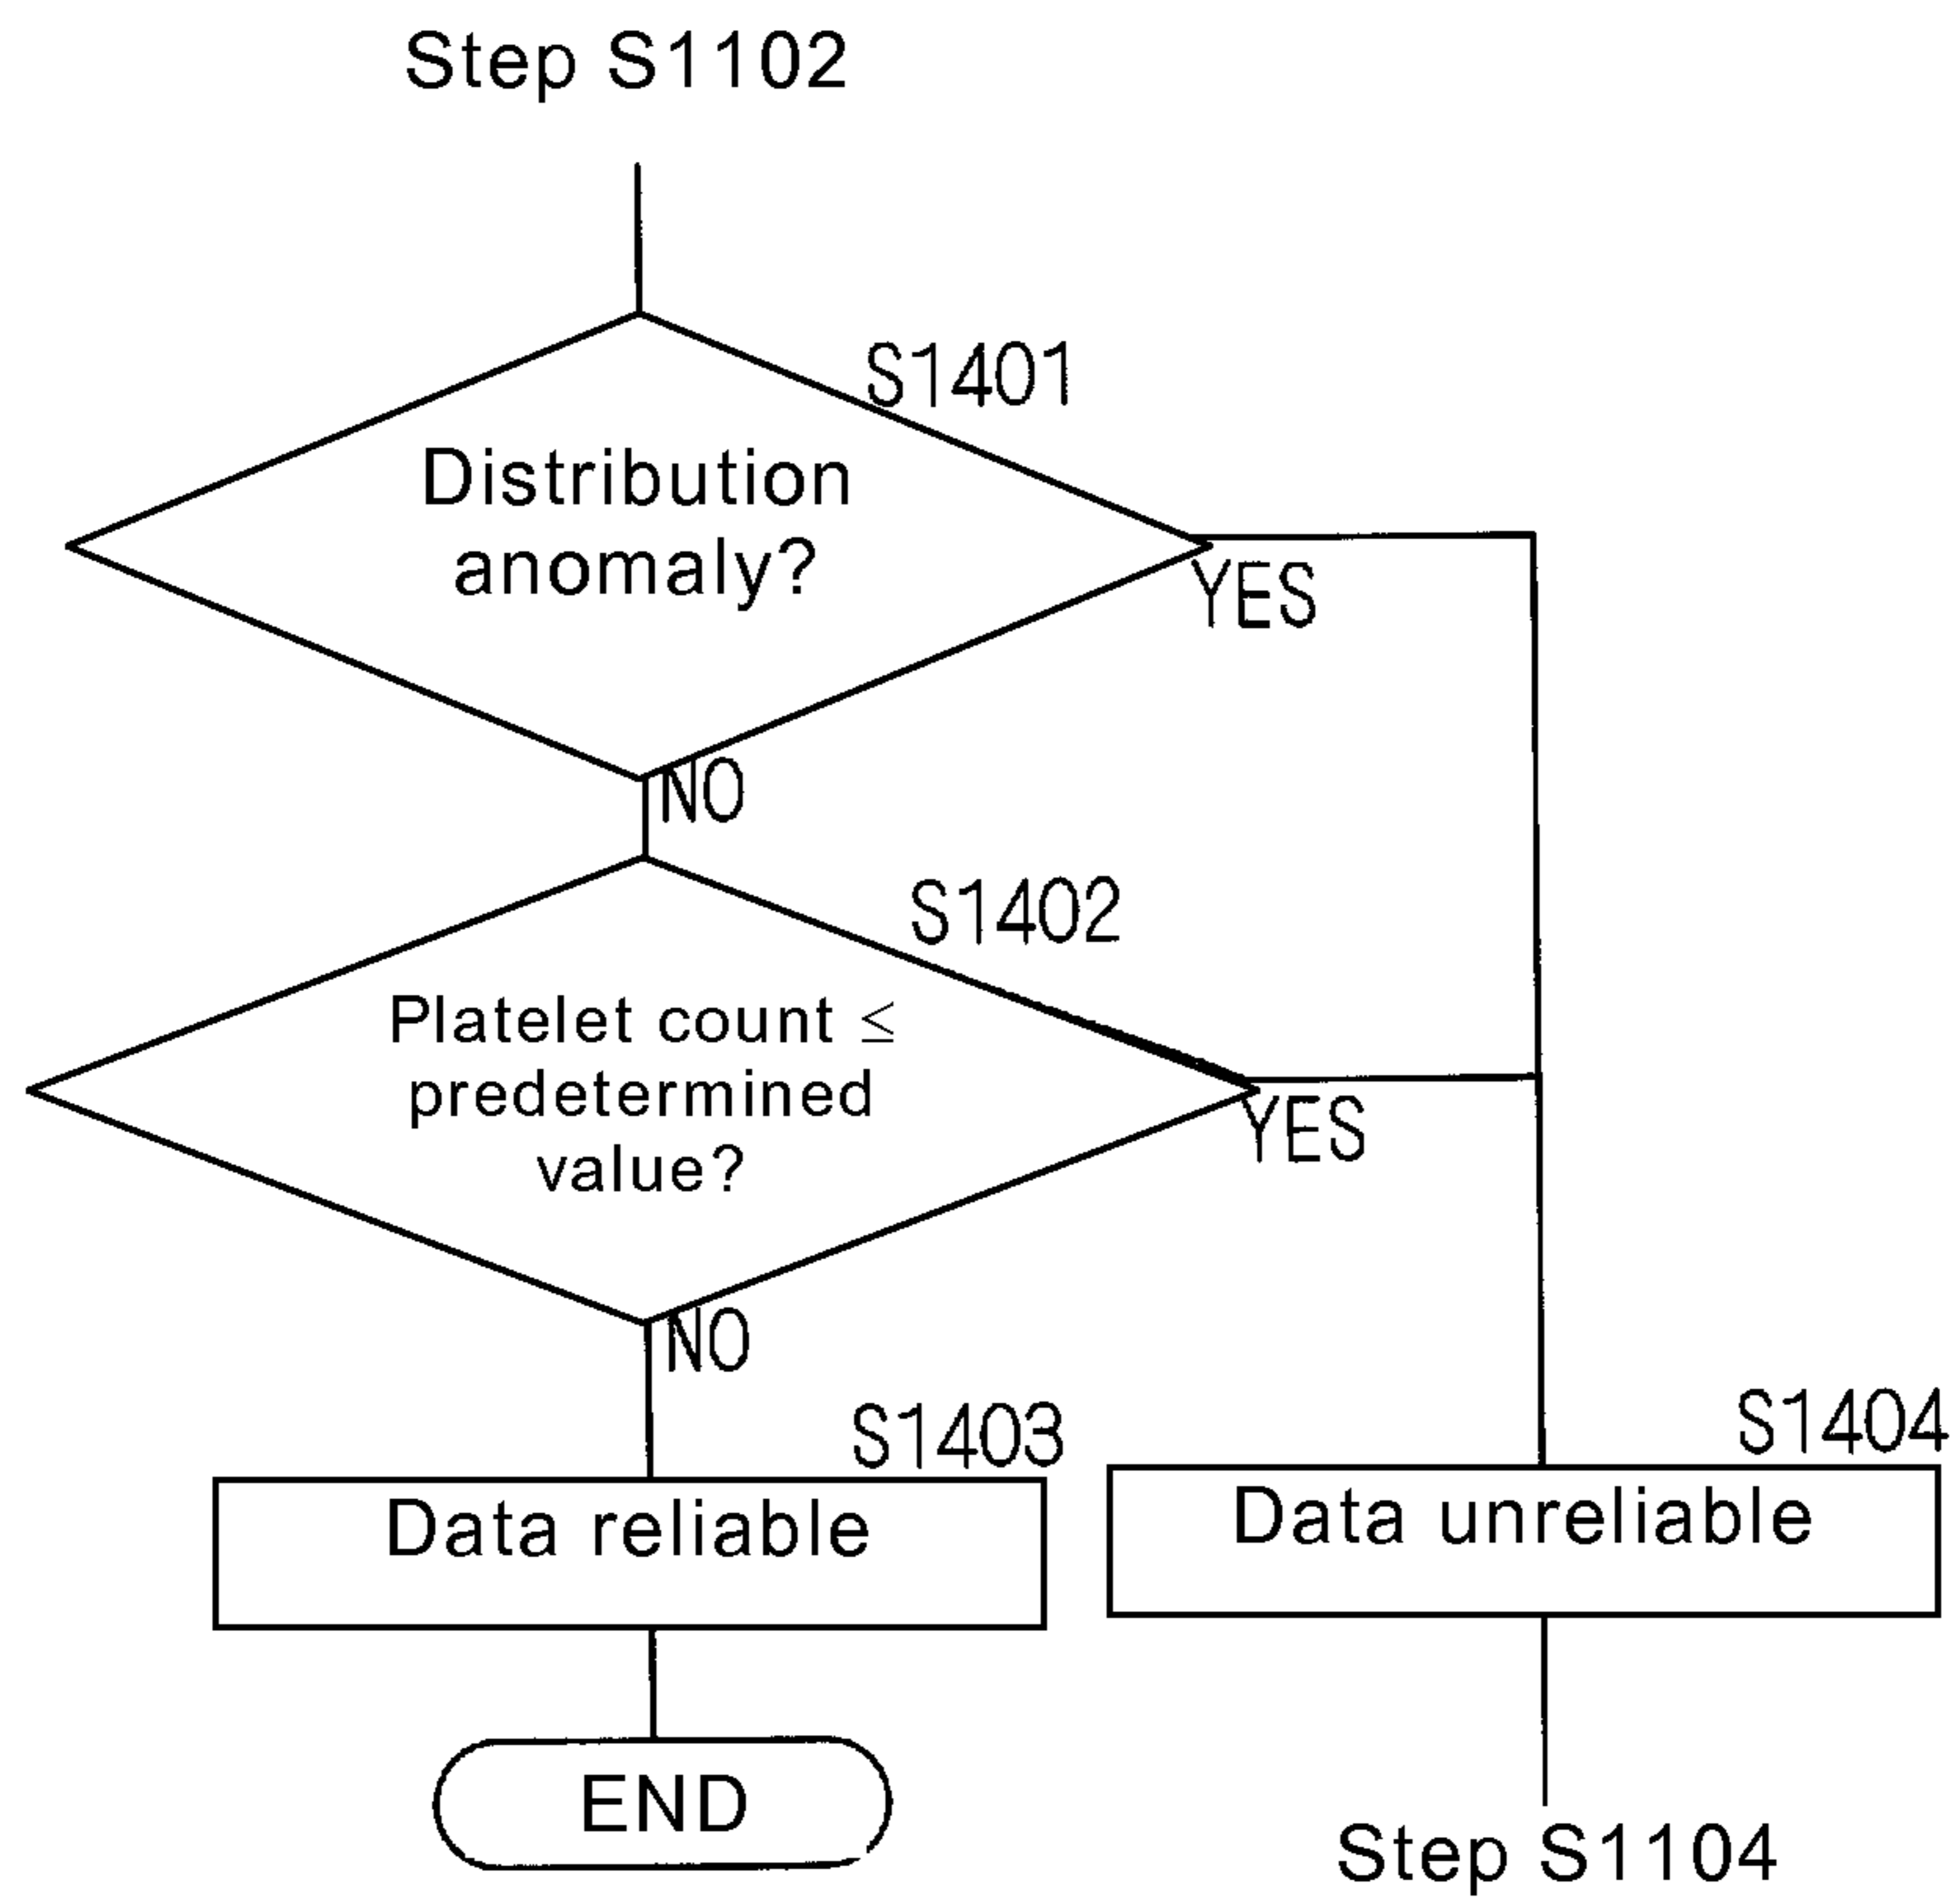 Step S1102
S1401
Distribution
anomaly?
YES
NO
S1402
Platelet count ≤
predetermined
value?
YES
NO
S1403
Data reliable
S1404
Data unreliable
END
Step S1104